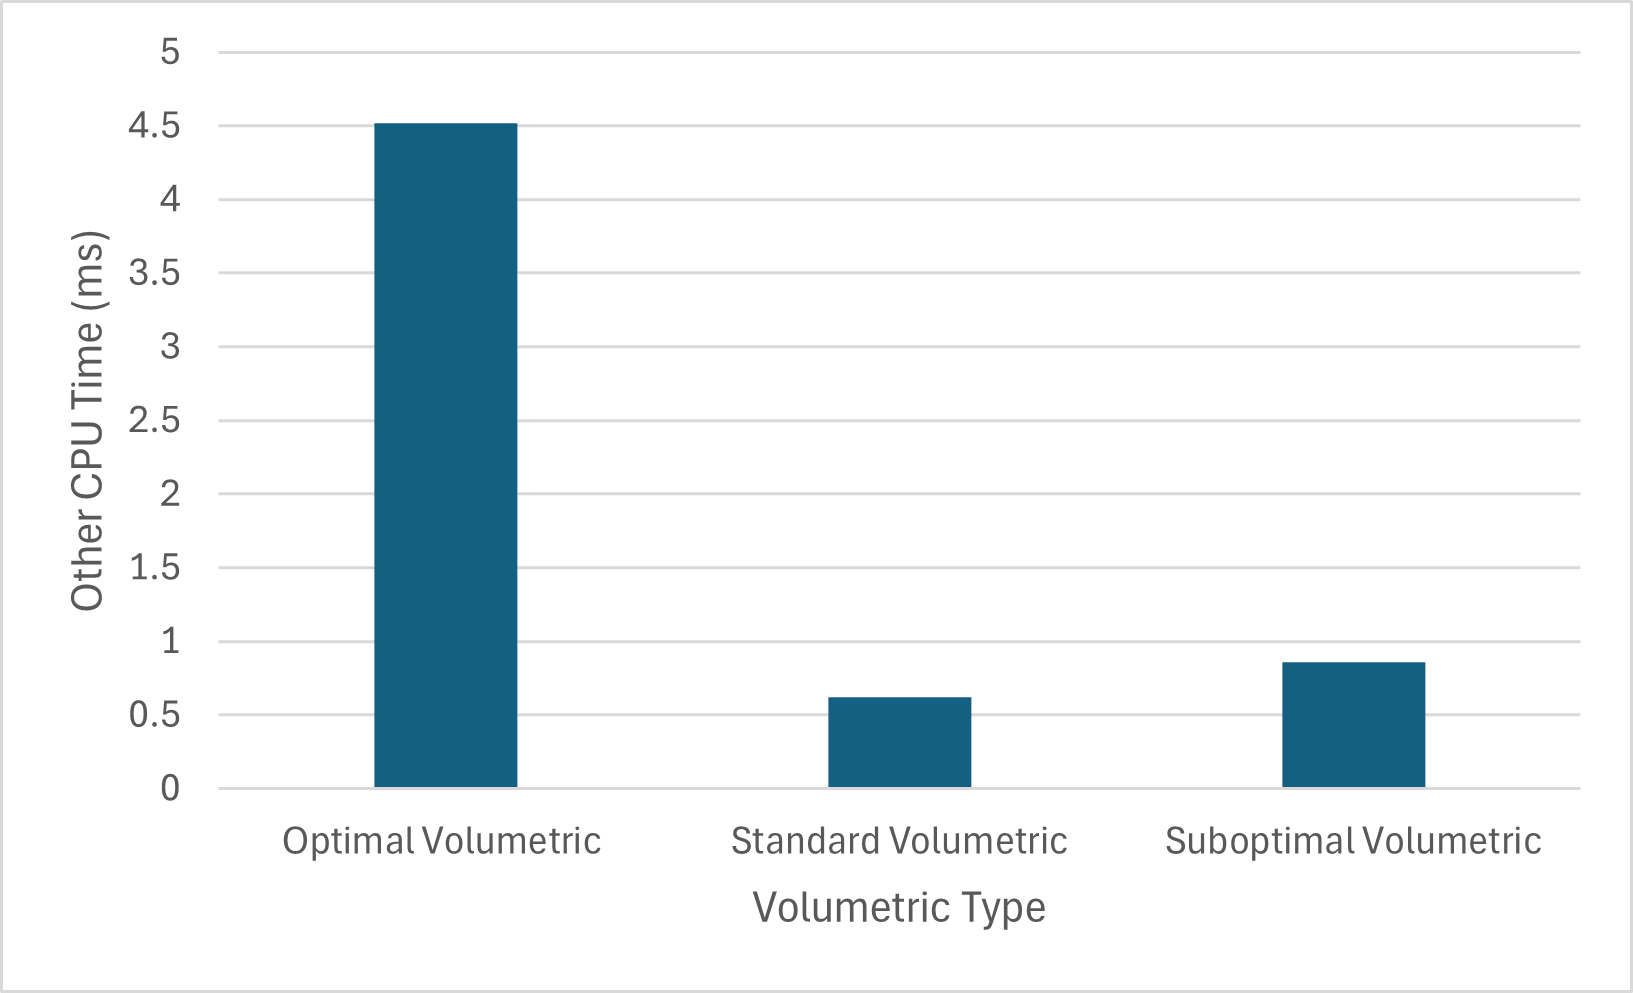 Other CPU Time (ms)
5
4.5
4
3.5
3
2.5
2
1.5
1
0.5
0
Optimal Volumetric
Standard Volumetric
Suboptimal Volumetric
Volumetric Type